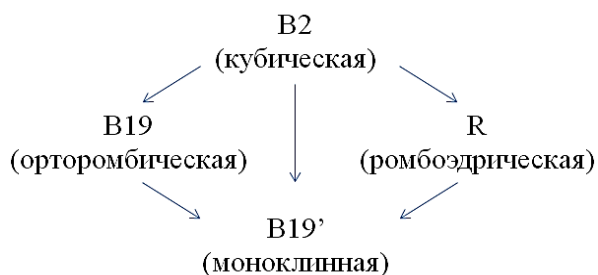 B2
(кубическая)
B19
(орторомбическая)
R
(ромбоэдрическая)
B19’
(моноклинная)